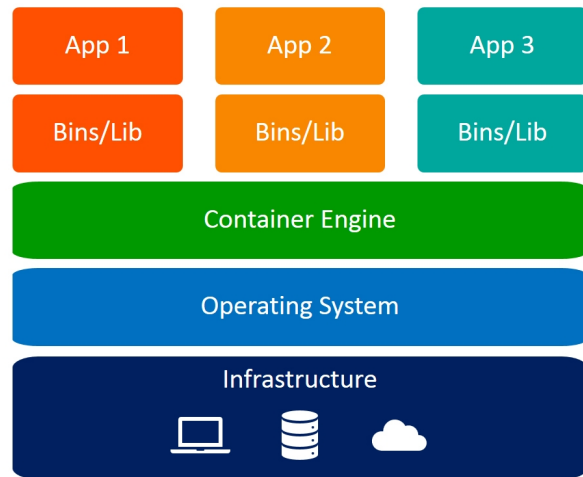 App 1
App 2
App 3
Bins/Lib
Bins/Lib
Bins/Lib
Container Engine
Operating System
Infrastructure